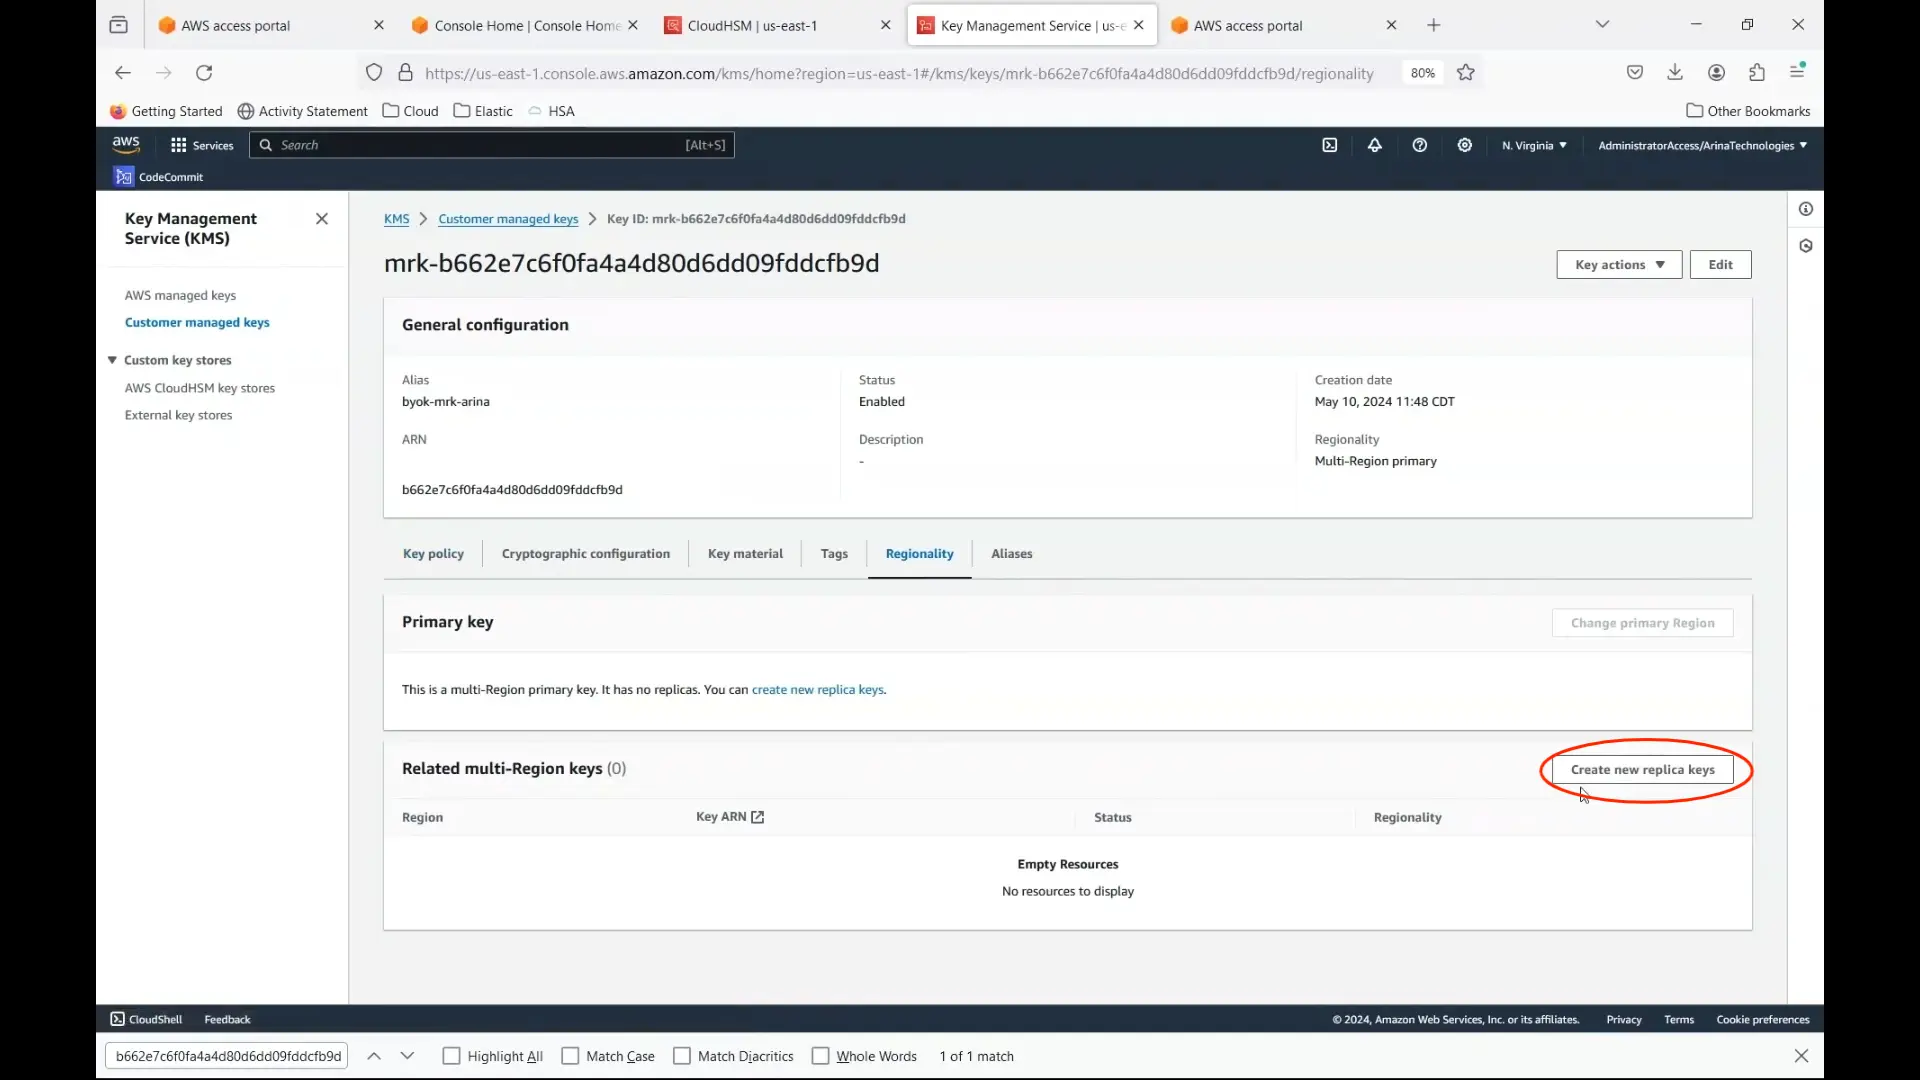 AWS access portal
Console Home | Console Home
CloudHSM | us-east-1
Key Management Service | us-e
AWS access portal
https://us-east-1.console.aws.amazon.com/kms/home?region=us-east-1#/kms/keys/mrk-b662e7c6f0fa4a4d80d6dd09fddcfb9d/regionality
80%
Getting Started
Activity Statement
Cloud
Elastic
HSA
Other Bookmarks
aws
Services
Search
[Alt+S]
N. Virginia
AdministratorAccess/ArinaTechnologies
CodeCommit
Key Management
Service (KMS)
AWS managed keys
Customer managed keys
Custom key stores
AWS CloudHSM key stores
External key stores
KMS
Customer managed keys
Key ID: mrk-b662e7c6f0fa4a4d80d6dd09fddcfb9d
mrk-b662e7c6f0fa4a4d80d6dd09fddcfb9d
Key actions
Edit
General configuration
Alias
byok-mrk-arina
Status
Enabled
Creation date
May 10, 2024 11:48 CDT
ARN
b662e7c6f0fa4a4d80d6dd09fddcfb9d
Description
-
Regionality
Multi-Region primary
Key policy
Cryptographic configuration
Key material
Tags
Regionality
Aliases
Primary key
Change primary Region
This is a multi-Region primary key. It has no replicas. You can create new replica keys.
Related multi-Region keys (0)
Create new replica keys
Region
Key ARN
Status
Regionality
Empty Resources
No resources to display
CloudShell
Feedback
© 2024, Amazon Web Services, Inc. or its affiliates.
Privacy
Terms
Cookie preferences
b662e7c6f0fa4a4d80d6dd09fddcfb9d
Highlight All
Match Case
Match Diacritics
Whole Words
1 of 1 match